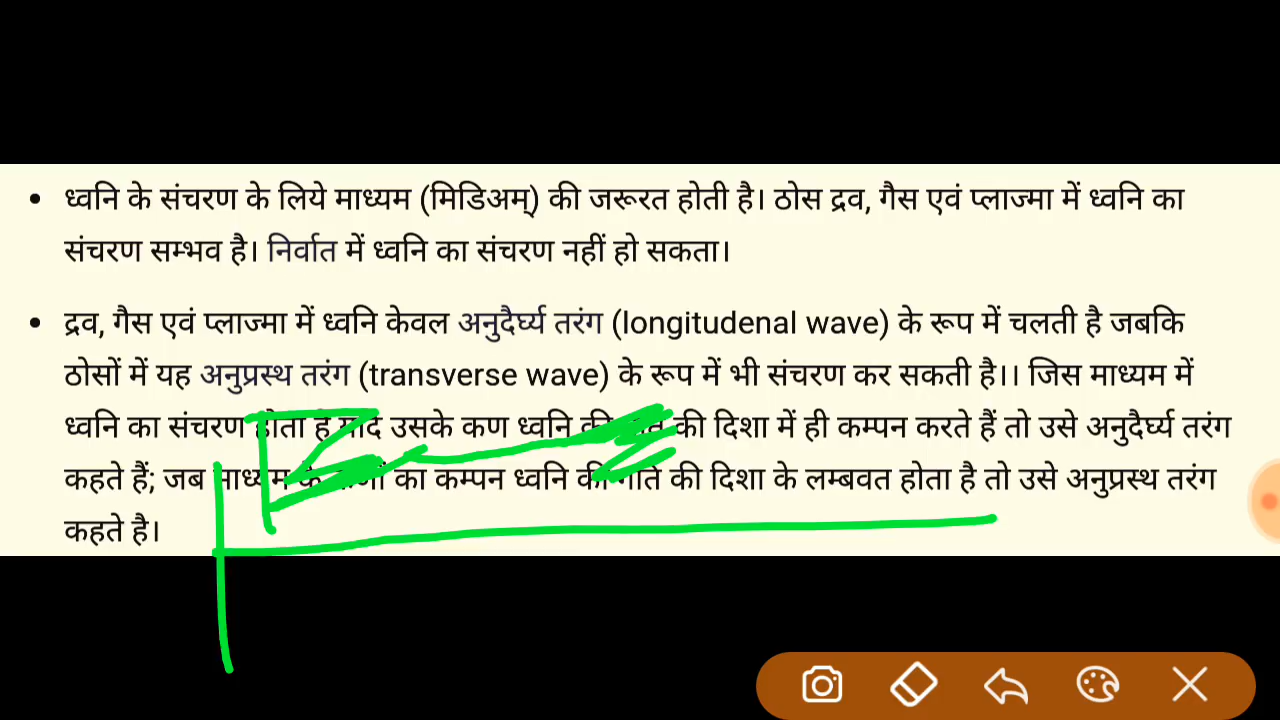 ध्वनि के संचरण के लिये माध्यम (मिडिअम्) की जरूरत होती है। ठोस द्रव, गैस एवं प्लाज्मा में ध्वनि का
संचरण सम्भव है। निर्वात में ध्वनि का संचरण नहीं हो सकता।
द्रव, गैस एवं प्लाज्मा में ध्वनि केवल अनुदैर्घ्य तरंग (longitudenal wave) के रूप में चलती है जबकि
ठोसों में यह अनुप्रस्थ तरंग (transverse wave) के रूप में भी संचरण कर सकती है।। जिस माध्यम में
ध्वनि का संचरण होता है यदि उसके कण ध्वनि की की दिशा में ही कम्पन करते हैं तो उसे अनुदैर्घ्य तरंग
कहते हैं; जब माध्यम के का कम्पन ध्वनि की गति की दिशा के लम्बवत होता है तो उसे अनुप्रस्थ तरंग
कहते है।